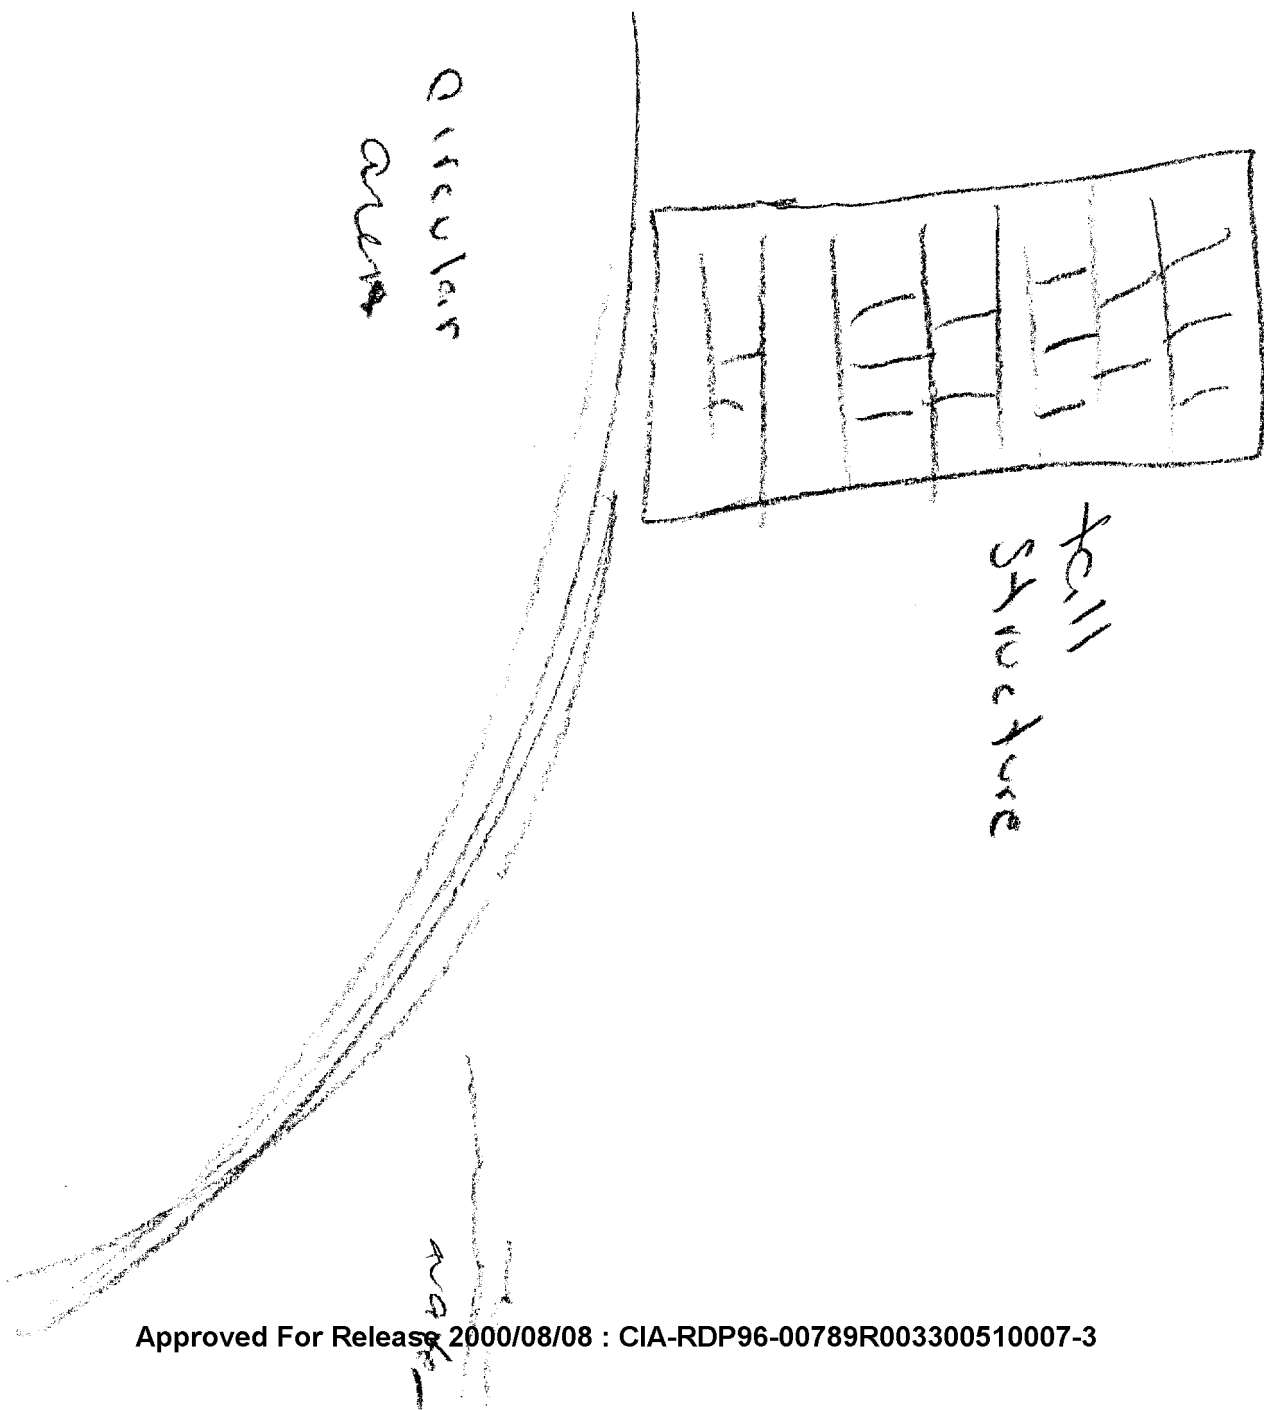 Circular
area
tall
structure
Approved For Release 2000/08/08 : CIA-RDP96-00789R003300510007-3